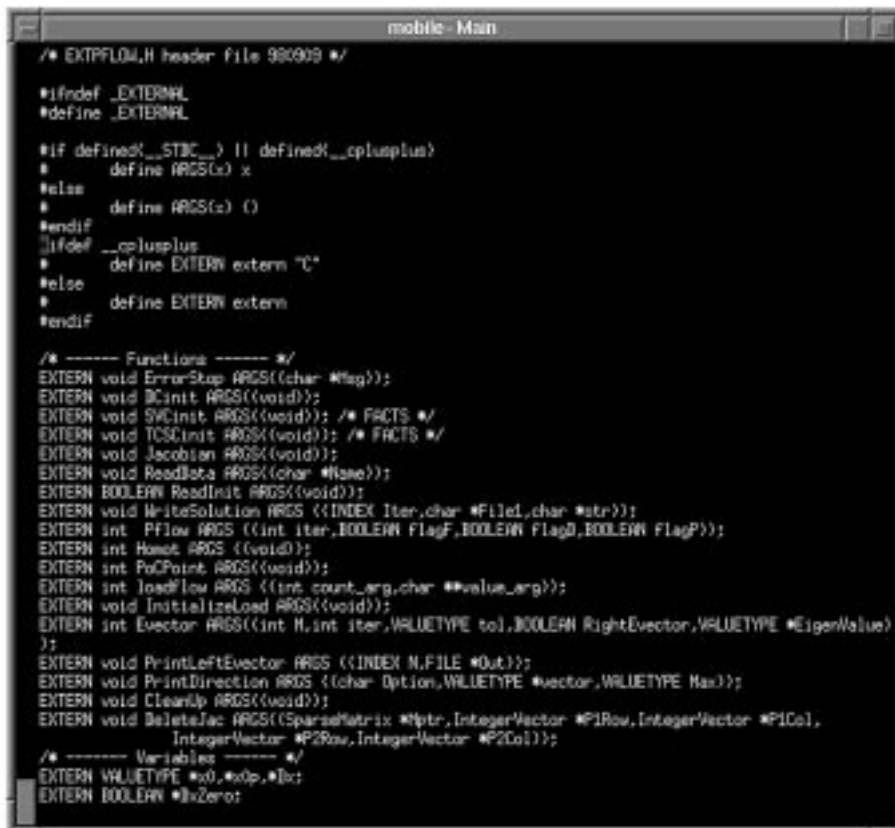 mobile-Main
/* EXTPFLOW.H header file 980909 */
#ifndef _EXTERNAL
#define _EXTERNAL
#if defined(__STDC__) || defined(__cplusplus)
#       define ARGS(x) x
#else
#       define ARGS(x) ()
#endif
ifdef __cplusplus
#       define EXTERN extern "C"
#else
#       define EXTERN extern
#endif
/* ------ Functions ------ */
EXTERN void ErrorStop ARGS((char *Msg));
EXTERN void DCinit ARGS((void));
EXTERN void SVCinit ARGS((void)); /* FACTS */
EXTERN void TCSCinit ARGS((void)); /* FACTS */
EXTERN void Jacobian ARGS((void));
EXTERN void ReadData ARGS((char *Name));
EXTERN BOOLEAN ReadInit ARGS((void));
EXTERN void WriteSolution ARGS ((INDEX Iter,char *File1,char *str));
EXTERN int  Pflow ARGS ((int iter,BOOLEAN flagF,BOOLEAN flagD,BOOLEAN flagP));
EXTERN int Homot ARGS ((void));
EXTERN int PoCPoint ARGS((void));
EXTERN int loadflow ARGS ((int count_arg,char **value_arg));
EXTERN void InitializeLoad ARGS((void));
EXTERN int Evector ARGS((int M,int iter,VALUETYPE tol,BOOLEAN RightEvector,VALUETYPE *EigenValue)
);
EXTERN void PrintLeftEvector ARGS ((INDEX N,FILE *Out));
EXTERN void PrintDirection ARGS ((char Option,VALUETYPE *vector,VALUETYPE Max));
EXTERN void CleanUp ARGS((void));
EXTERN void DeleteJac ARGS((SparseMatrix *Mptr,IntegerVector *P1Row,IntegerVector *P1Col,
IntegerVector *P2Row,IntegerVector *P2Col));
/* ------- Variables ------ */
EXTERN VALUETYPE *x0,*x0p,*Dx;
EXTERN BOOLEAN *DxZero;